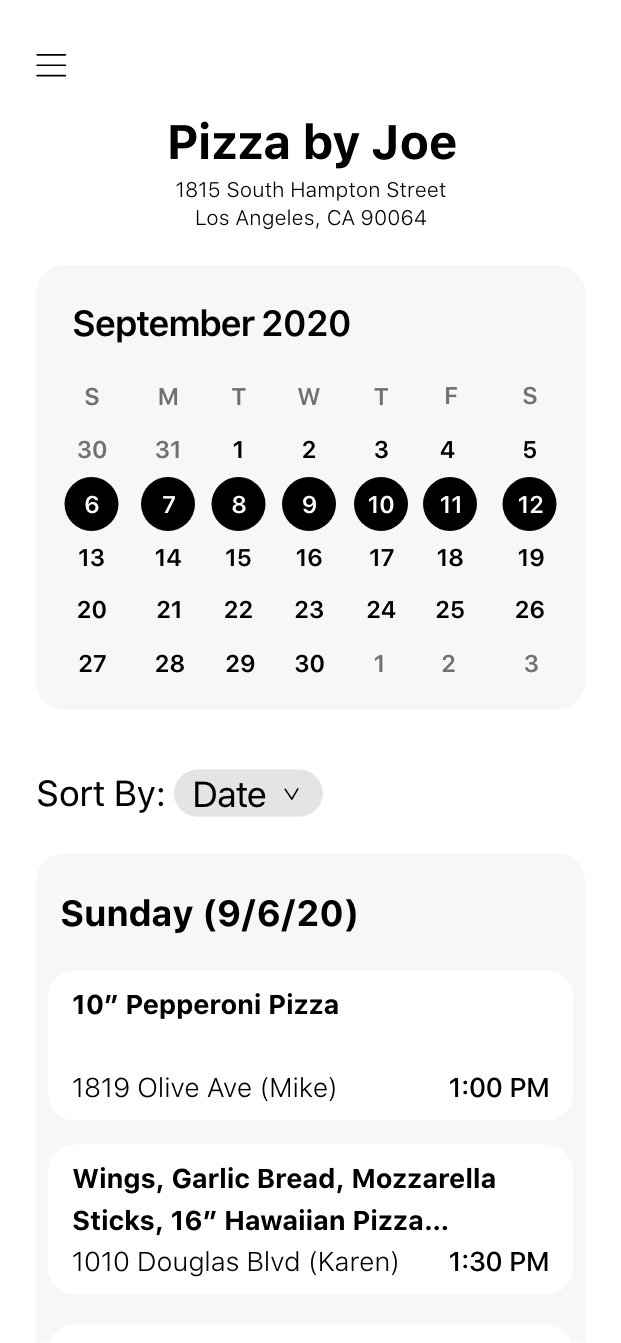 Pizza by Joe
1815 South Hampton Street
Los Angeles, CA 90064
September 2020
S M T W T F S
30 31 1 2 3 4 5
6 7 8 9 10 11 12
13 14 15 16 17 18 19
20 21 22 23 24 25 26
27 28 29 30 1 2 3
Sort By: Date
Sunday (9/6/20)
10” Pepperoni Pizza
1819 Olive Ave (Mike) 1:00 PM
Wings, Garlic Bread, Mozzarella
Sticks, 16” Hawaiian Pizza...
1010 Douglas Blvd (Karen) 1:30 PM